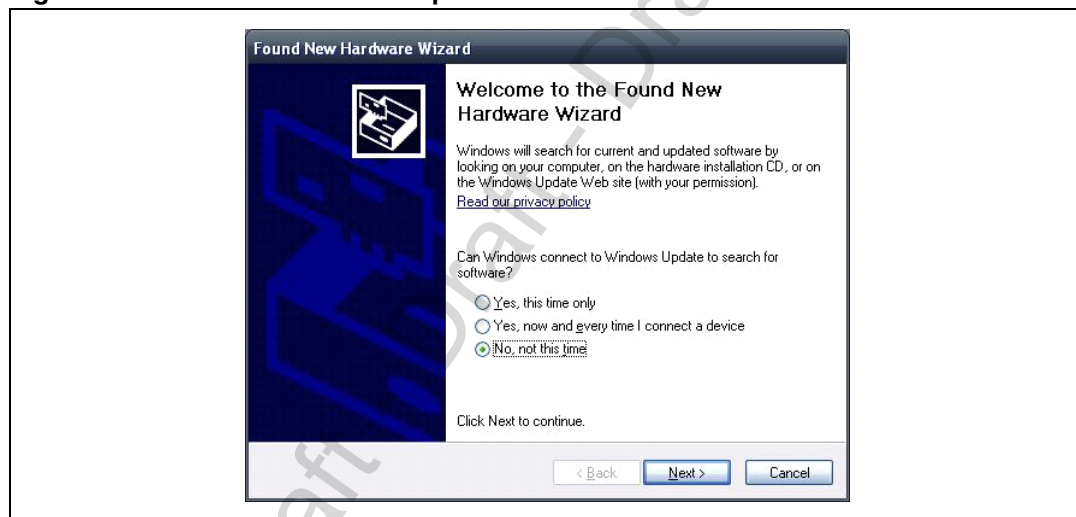 Found New Hardware Wizard
Welcome to the Found New
Hardware Wizard
Windows will search for current and updated software by
looking on your computer, on the hardware installation CD, or on
the Windows Update Web site (with your permission).
Read our privacy policy
Can Windows connect to Windows Update to search for
software?
Yes, this time only
Yes, now and every time I connect a device
No, not this time
Click Next to continue.
< Back Next > Cancel
Draft - Dra